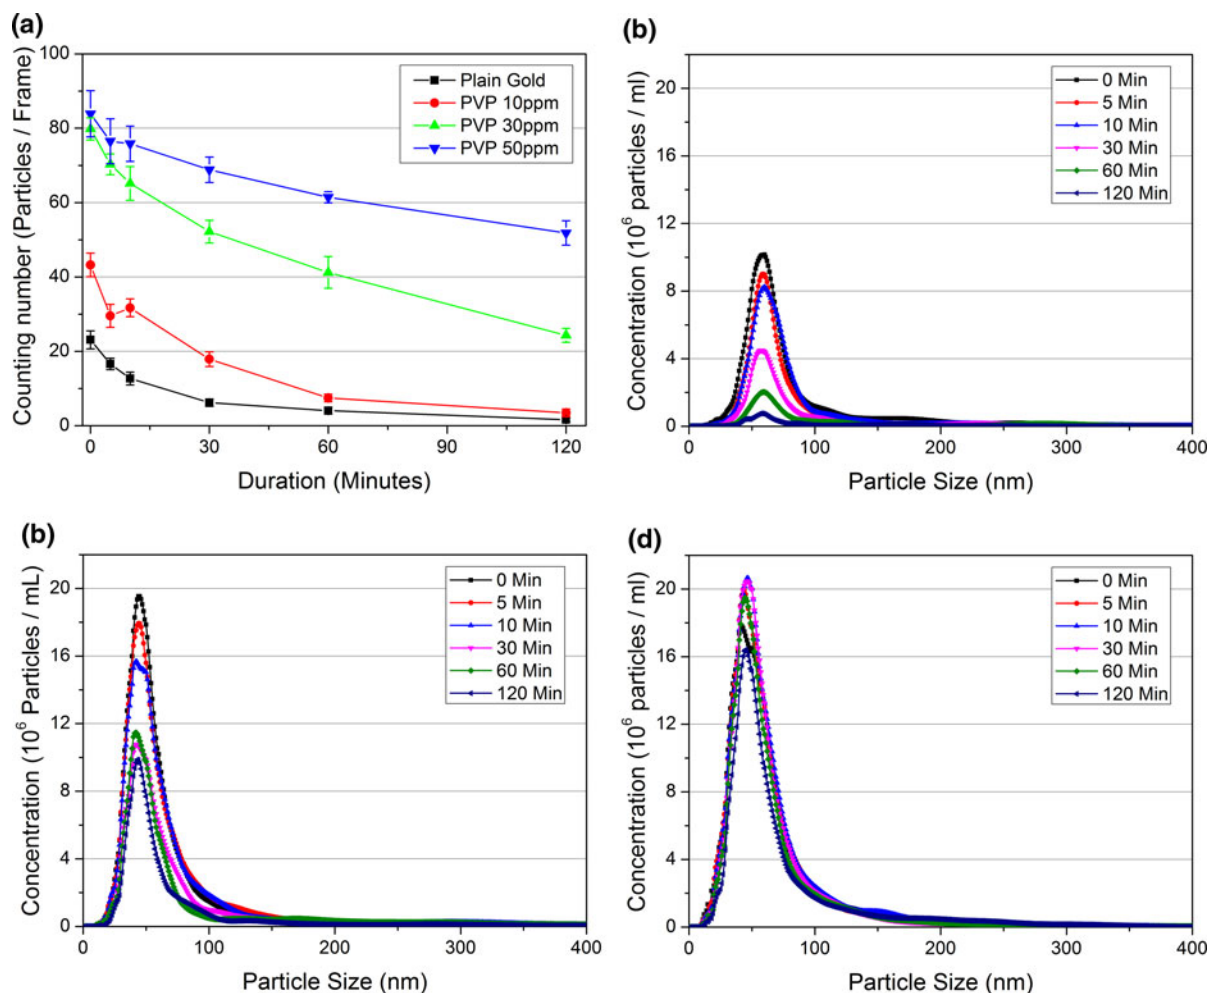 (a)
100
80
60
40
20
0
0 30 60 90 120
Counting number (Particles / Frame)
Duration (Minutes)
Plain Gold
PVP 10ppm
PVP 30ppm
PVP 50ppm
(b)
20
16
12
8
4
0
0 100 200 300 400
Concentration (10⁶ particles / ml)
Particle Size (nm)
0 Min
5 Min
10 Min
30 Min
60 Min
120 Min
(b)
20
16
12
8
4
0
0 100 200 300 400
Concentration (10⁶ Particles / mL)
Particle Size (nm)
0 Min
5 Min
10 Min
30 Min
60 Min
120 Min
(d)
20
16
12
8
4
0
0 100 200 300 400
Concentration (10⁶ particles / ml)
Particle Size (nm)
0 Min
5 Min
10 Min
30 Min
60 Min
120 Min